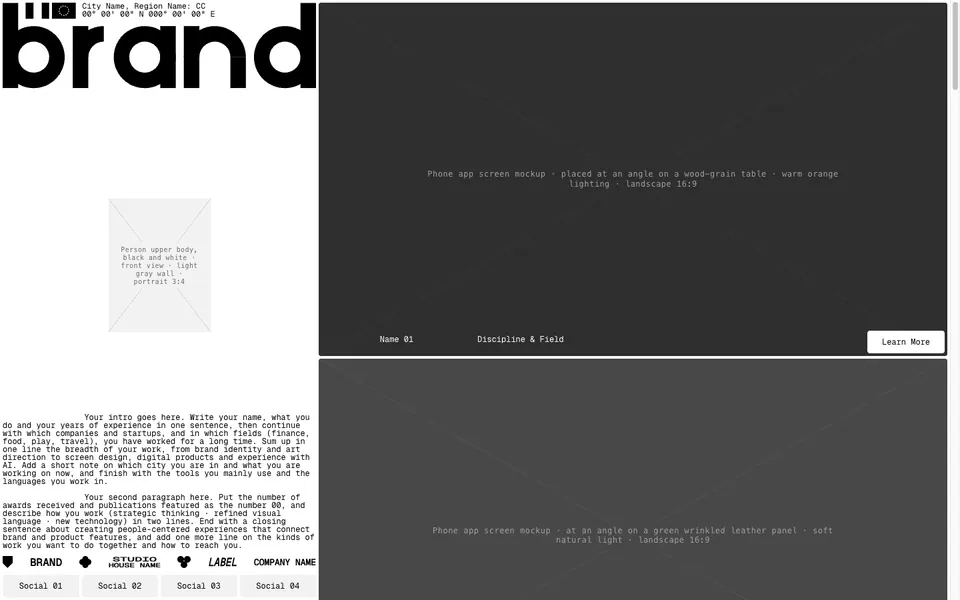 City Name, Region Name: CC
00° 00' 00" N 000° 00' 00" E
bränd
Person upper body,
black and white ·
front view · light
gray wall ·
portrait 3:4
Your intro goes here. Write your name, what you
do and your years of experience in one sentence, then continue
with which companies and startups, and in which fields (finance,
food, play, travel), you have worked for a long time. Sum up in
one line the breadth of your work, from brand identity and art
direction to screen design, digital products and experience with
AI. Add a short note on which city you are in and what you are
working on now, and finish with the tools you mainly use and the
languages you work in.
Your second paragraph here. Put the number of
awards received and publications featured as the number 00, and
describe how you work (strategic thinking · refined visual
language · new technology) in two lines. End with a closing
sentence about creating people-centered experiences that connect
brand and product features, and add one more line on the kinds of
work you want to do together and how to reach you.
BRAND
STUDIO
HOUSE NAME
LABEL
COMPANY NAME
Social 01
Social 02
Social 03
Social 04
Phone app screen mockup · placed at an angle on a wood-grain table · warm orange
lighting · landscape 16:9
Name 01
Discipline & Field
Learn More
Phone app screen mockup · at an angle on a green wrinkled leather panel · soft
natural light · landscape 16:9